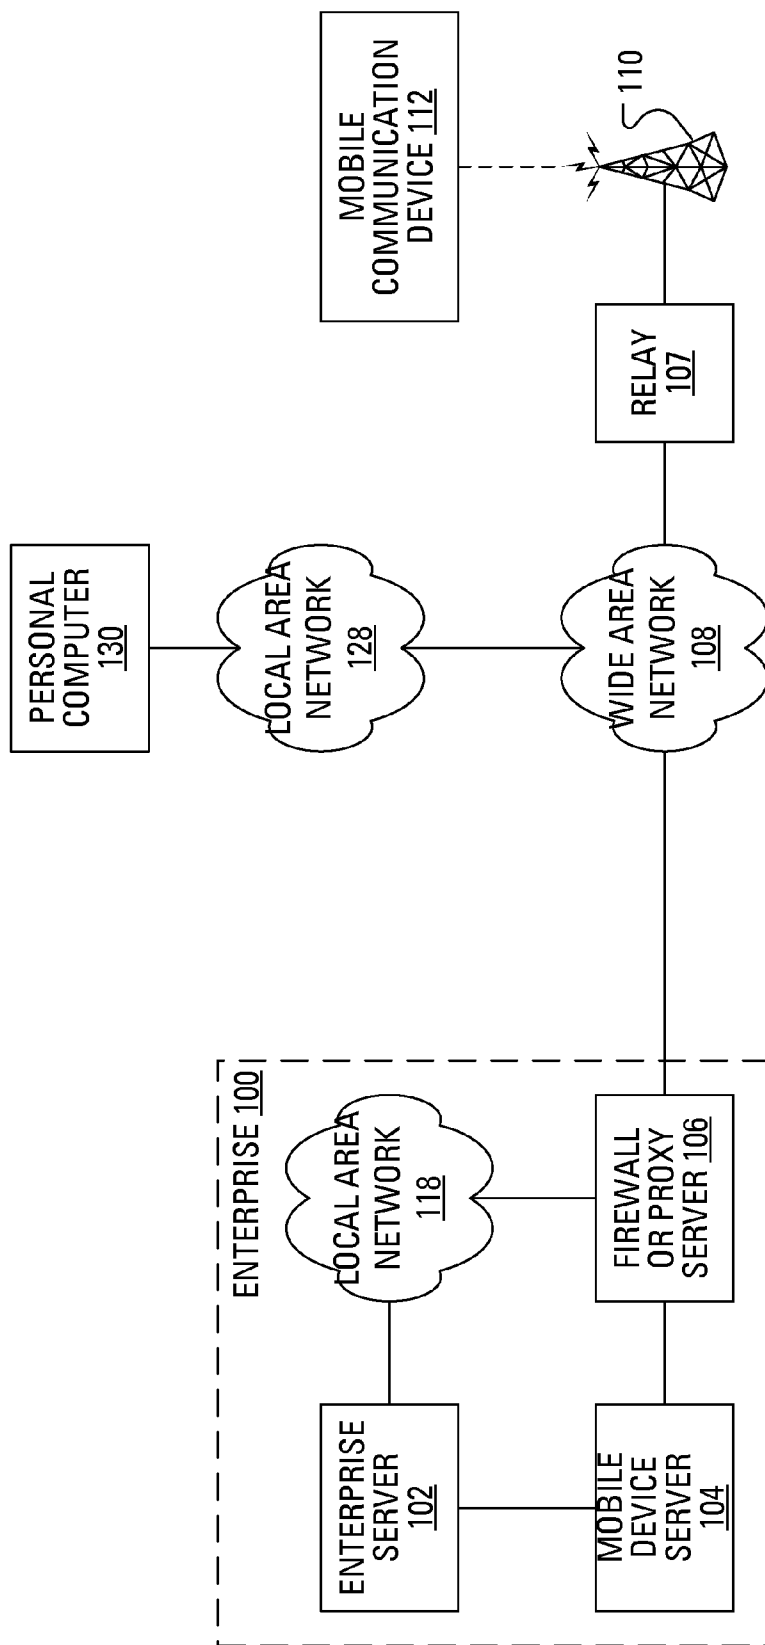 ENTERPRISE 100
ENTERPRISE
SERVER
102
LOCAL AREA
NETWORK
118
MOBILE
DEVICE
SERVER
104
FIREWALL
OR PROXY
SERVER 106
PERSONAL
COMPUTER
130
LOCAL AREA
NETWORK
128
WIDE AREA
NETWORK
108
MOBILE
COMMUNICATION
DEVICE 112
RELAY
107
110